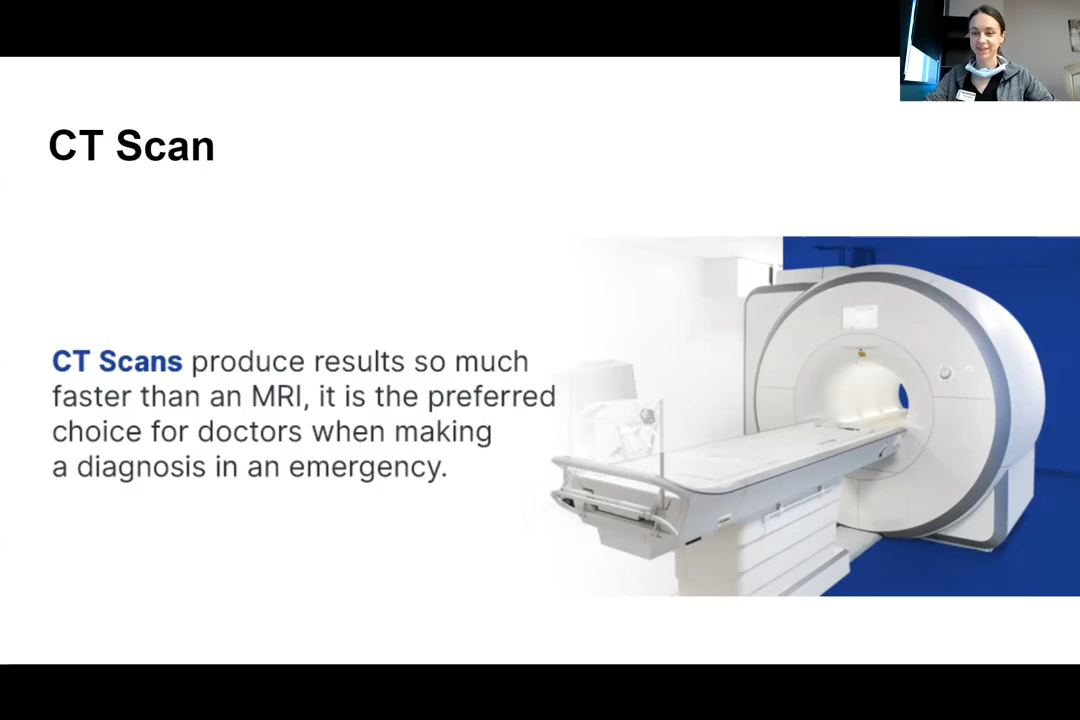 CT Scan
CT Scans produce results so much
faster than an MRI, it is the preferred
choice for doctors when making
a diagnosis in an emergency.